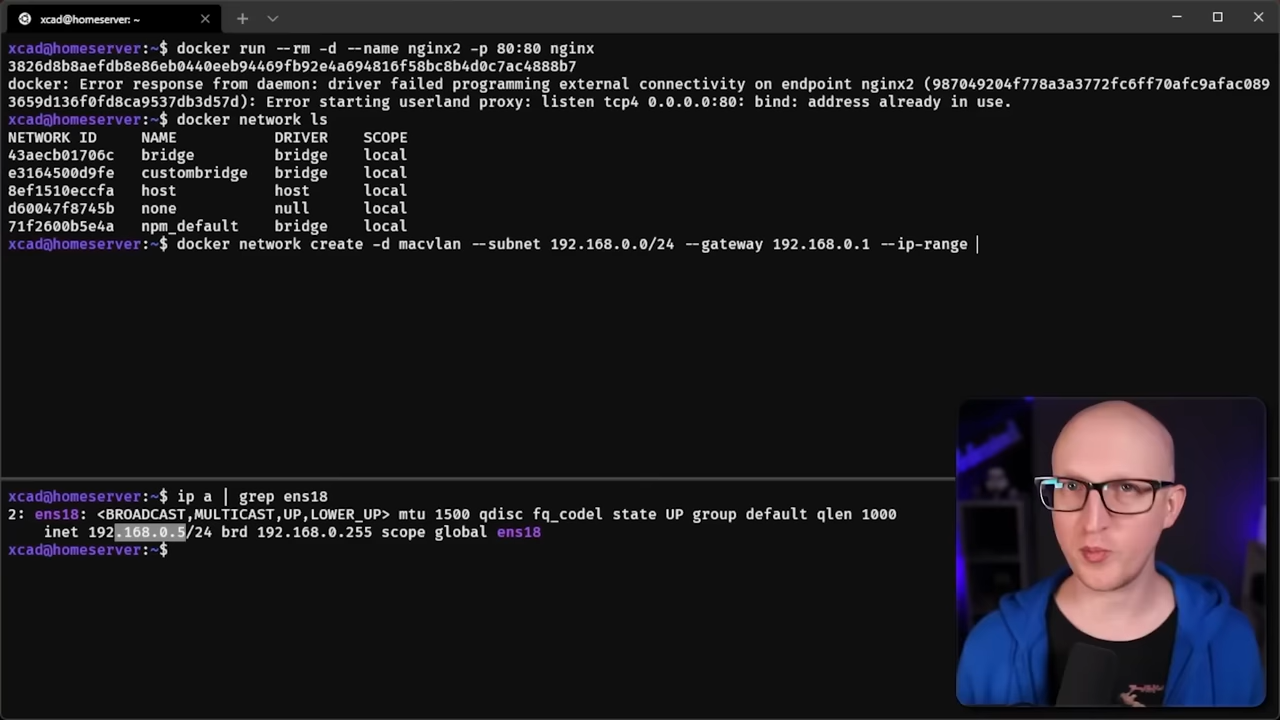 xcad@homeserver: ~
xcad@homeserver:~$ docker run --rm -d --name nginx2 -p 80:80 nginx
3826d8b8aefdb8e86eb0440eeb94469fb92e4a694816f58bc8b4d0c7ac4888b7
docker: Error response from daemon: driver failed programming external connectivity on endpoint nginx2 (987049204f778a3a3772fc6ff70afc9afac089
3659d136f0fd8ca9537db3d57d): Error starting userland proxy: listen tcp4 0.0.0.0:80: bind: address already in use.
xcad@homeserver:~$ docker network ls
NETWORK ID NAME DRIVER SCOPE
43aecb01706c bridge bridge local
e3164500d9fe custombridge bridge local
8ef1510eccfa host host local
d60047f8745b none null local
71f2600b5e4a npm_default bridge local
xcad@homeserver:~$ docker network create -d macvlan --subnet 192.168.0.0/24 --gateway 192.168.0.1 --ip-range
xcad@homeserver:~$ ip a | grep ens18
2: ens18: <BROADCAST,MULTICAST,UP,LOWER_UP> mtu 1500 qdisc fq_codel state UP group default qlen 1000
inet 192.168.0.5/24 brd 192.168.0.255 scope global ens18
xcad@homeserver:~$